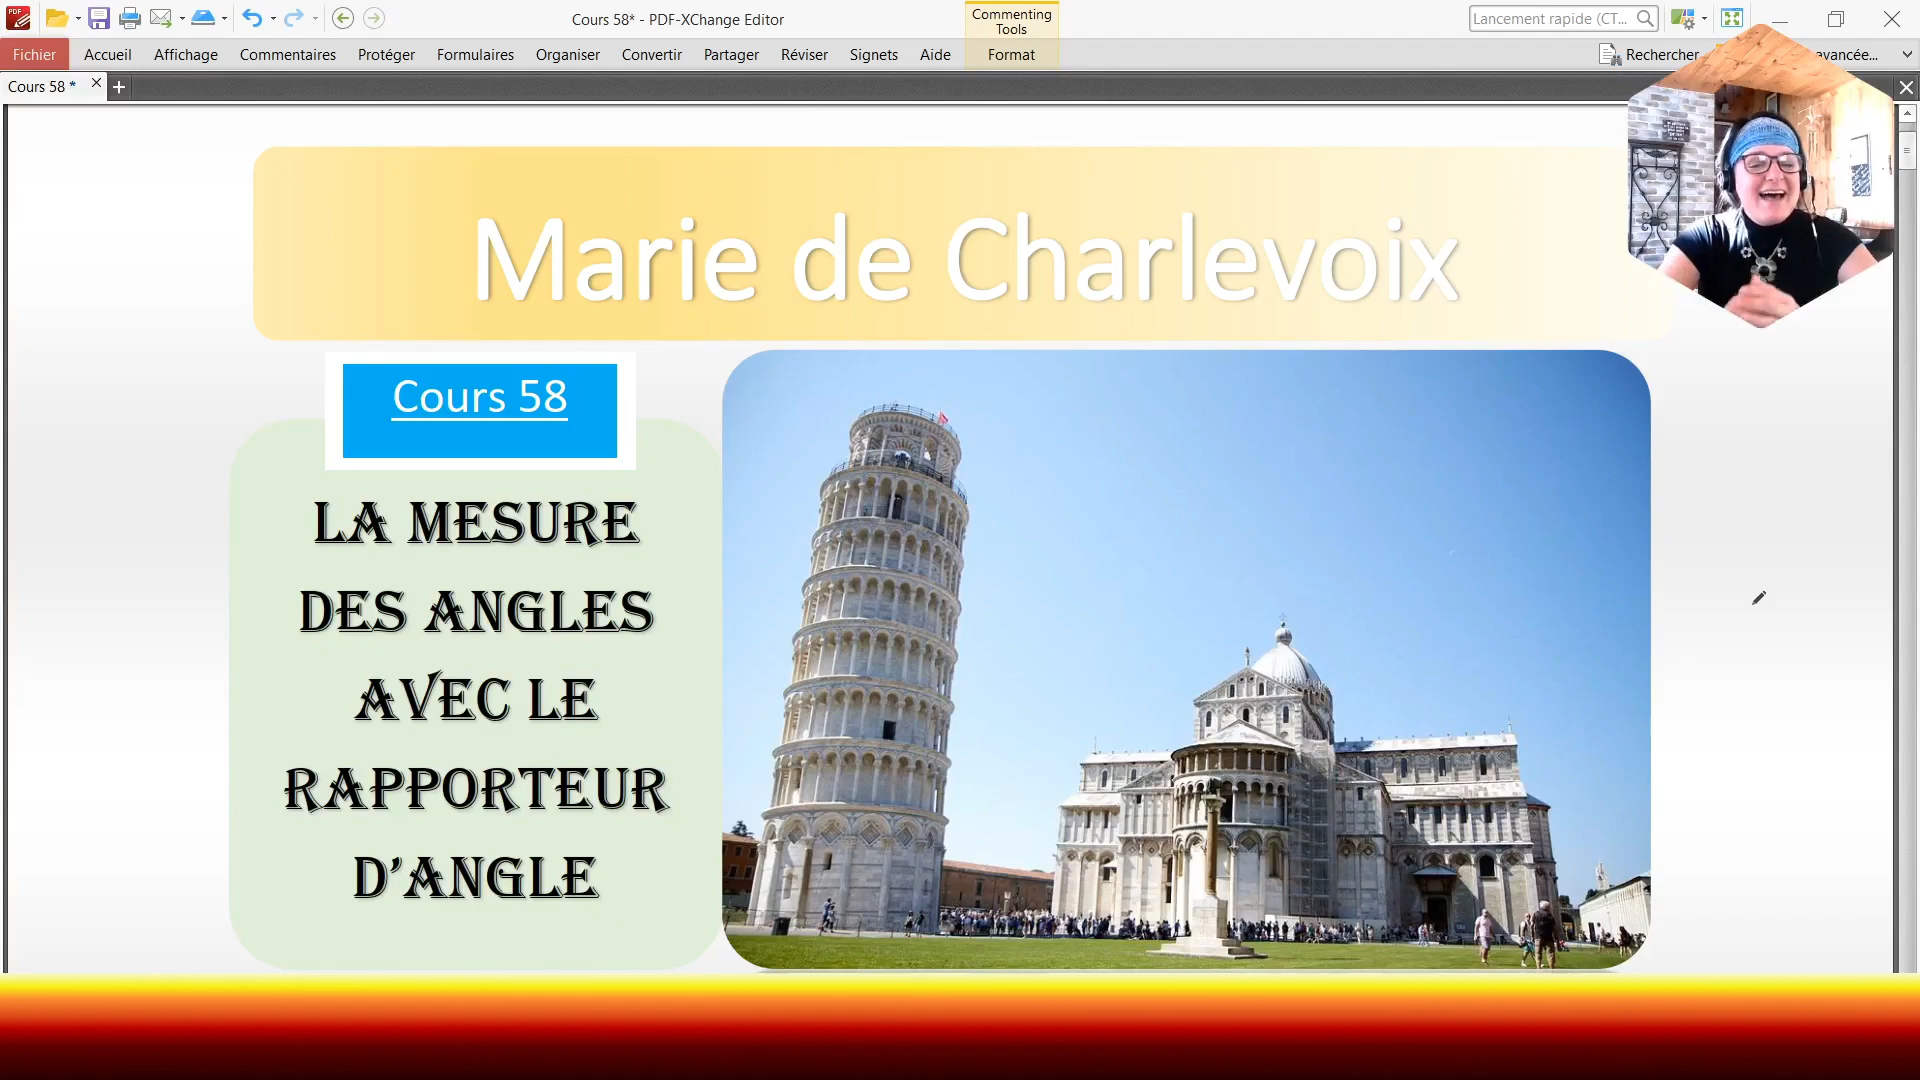 Cours 58* - PDF-XChange Editor
Commenting
Tools
Lancement rapide (CT...
Fichier
Accueil
Affichage
Commentaires
Protéger
Formulaires
Organiser
Convertir
Partager
Réviser
Signets
Aide
Format
Rechercher
avancée...
Cours 58 *
Marie de Charlevoix
Cours 58
LA MESURE
DES ANGLES
AVEC LE
RAPPORTEUR
D'ANGLE